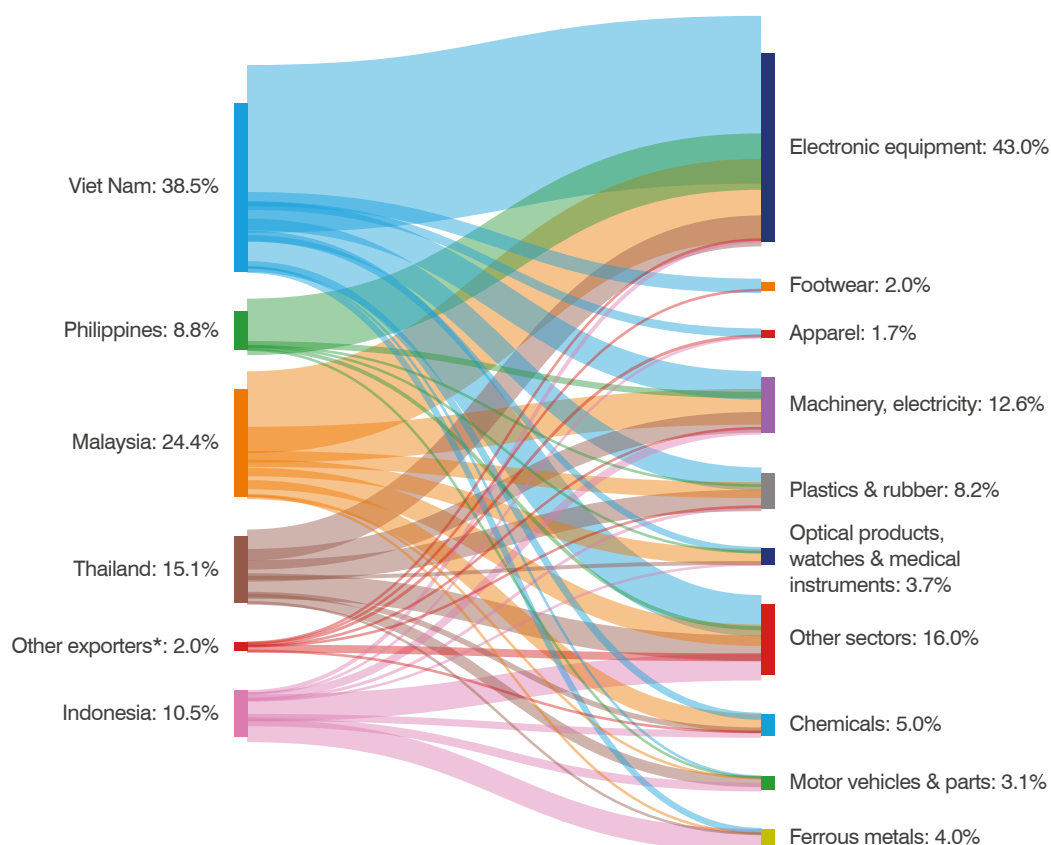 Viet Nam: 38.5%
Philippines: 8.8%
Malaysia: 24.4%
Thailand: 15.1%
Other exporters*: 2.0%
Indonesia: 10.5%
Electronic equipment: 43.0%
Footwear: 2.0%
Apparel: 1.7%
Machinery, electricity: 12.6%
Plastics & rubber: 8.2%
Optical products,
watches & medical
instruments: 3.7%
Other sectors: 16.0%
Chemicals: 5.0%
Motor vehicles & parts: 3.1%
Ferrous metals: 4.0%